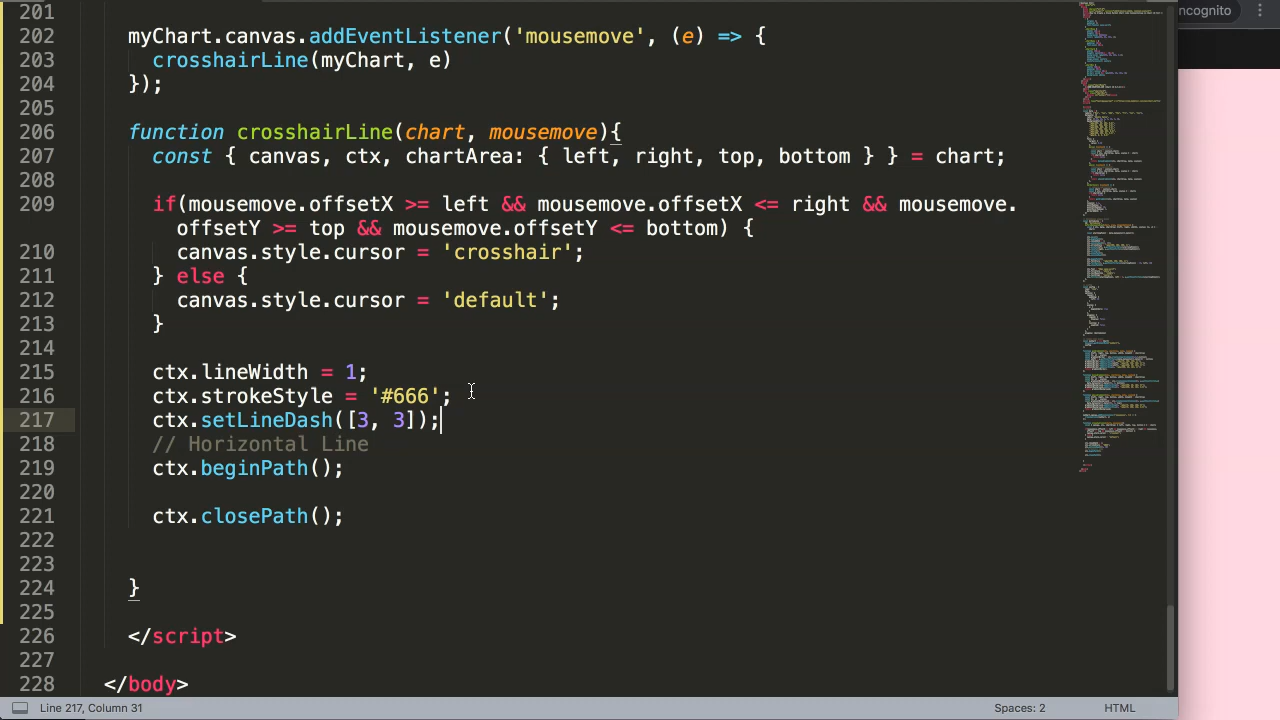 201
202 myChart.canvas.addEventListener('mousemove', (e) => {
203 crosshairLine(myChart, e)
204 });
205
206 function crosshairLine(chart, mousemove){
207 const { canvas, ctx, chartArea: { left, right, top, bottom } } = chart;
208
209 if(mousemove.offsetX >= left && mousemove.offsetX <= right && mousemove.
offsetY >= top && mousemove.offsetY <= bottom) {
210 canvas.style.cursor = 'crosshair';
211 } else {
212 canvas.style.cursor = 'default';
213 }
214
215 ctx.lineWidth = 1;
216 ctx.strokeStyle = '#666';
217 ctx.setLineDash([3, 3]);
218 // Horizontal Line
219 ctx.beginPath();
220
221 ctx.closePath();
222
223
224 }
225
226 </script>
227
228 </body>
Line 217, Column 31
Spaces: 2
HTML
ncognito